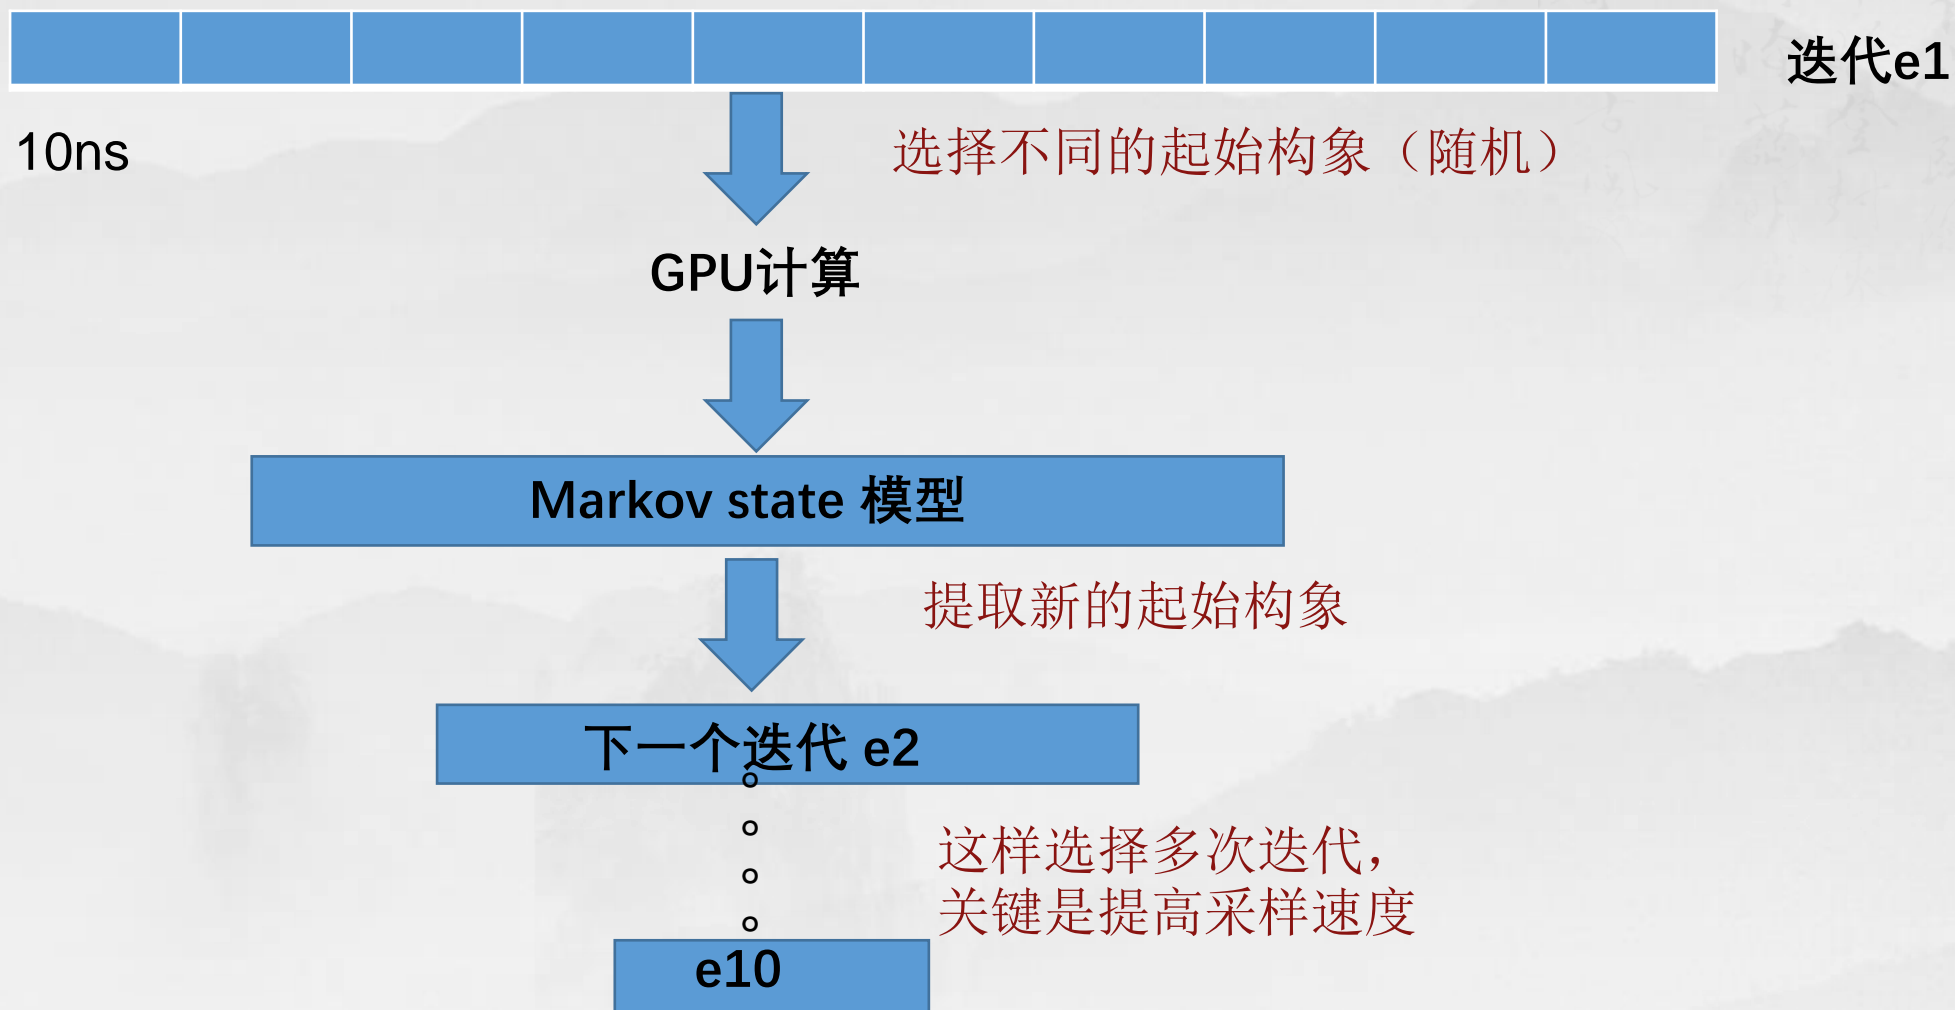 迭代e1
10ns
选择不同的起始构象（随机）
GPU计算
Markov state 模型
提取新的起始构象
下一个迭代 e2
。
。
。
。
这样选择多次迭代，
关键是提高采样速度
e10